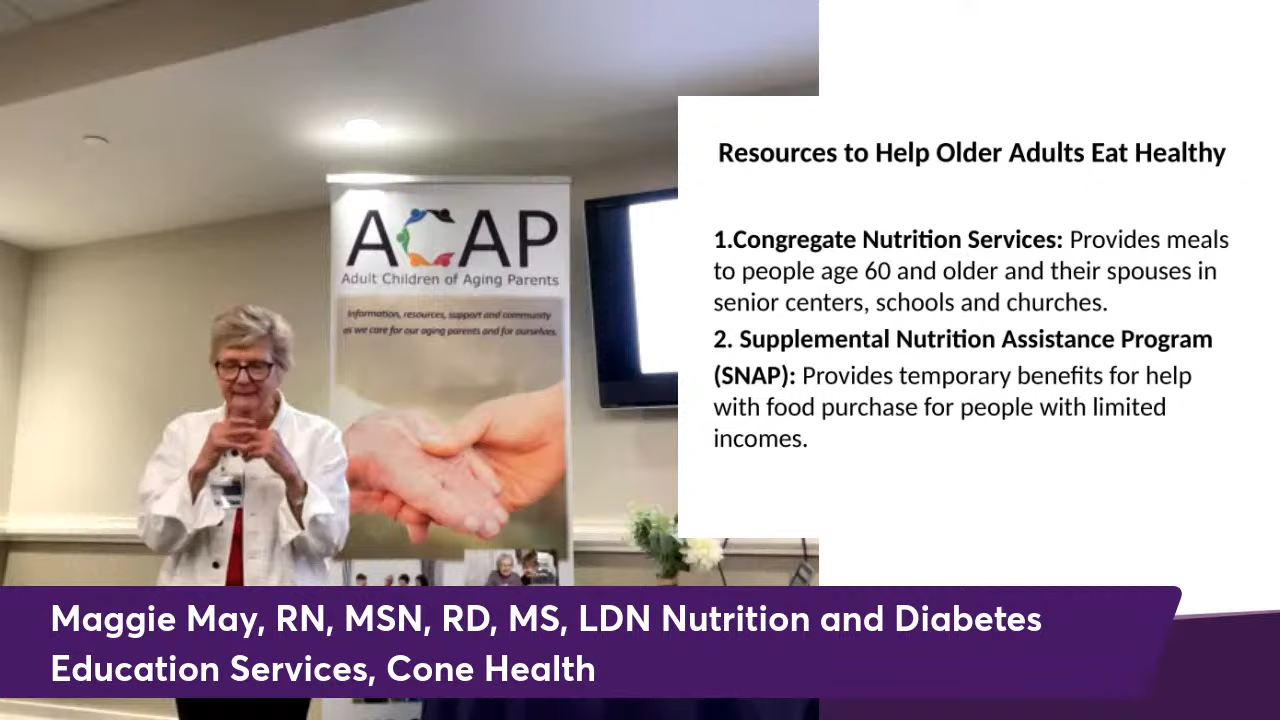 ACAP
Adult Children of Aging Parents
Information, resources, support and community
as we care for our aging parents and for ourselves.
Resources to Help Older Adults Eat Healthy
1.Congregate Nutrition Services: Provides meals
to people age 60 and older and their spouses in
senior centers, schools and churches.
2. Supplemental Nutrition Assistance Program
(SNAP): Provides temporary benefits for help
with food purchase for people with limited
incomes.
Maggie May, RN, MSN, RD, MS, LDN Nutrition and Diabetes
Education Services, Cone Health